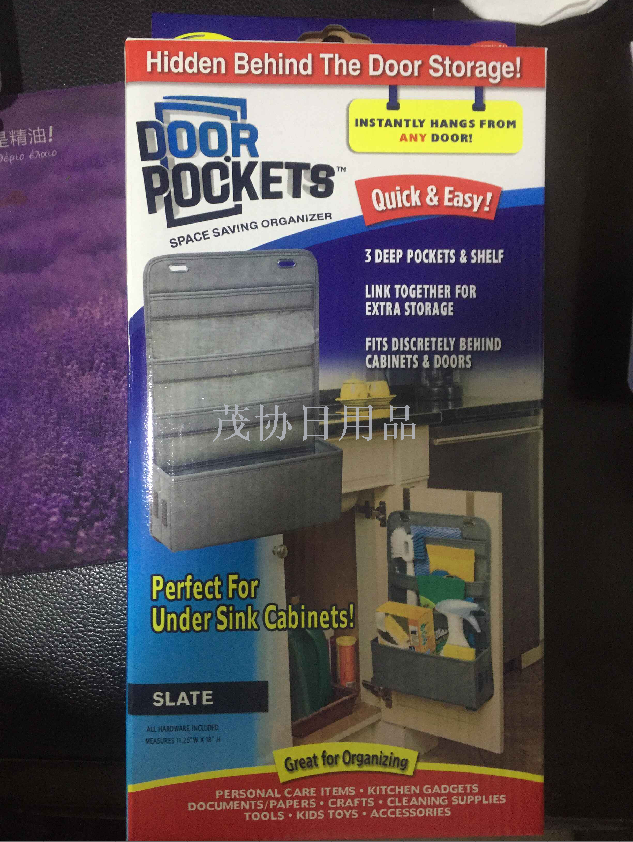 Hidden Behind The Door Storage!
是精油!
έλαιο
DOOR
POCKETS™
SPACE SAVING ORGANIZER
INSTANTLY HANGS FROM
ANY DOOR!
Quick & Easy!
3 DEEP POCKETS & SHELF
LINK TOGETHER FOR
EXTRA STORAGE
FITS DISCRETELY BEHIND
CABINETS & DOORS
茂协日用品
Perfect For
Under Sink Cabinets!
SLATE
ALL HARDWARE INCLUDED
MEASURES
Great for Organizing
PERSONAL CARE ITEMS • KITCHEN GADGETS
DOCUMENTS/PAPERS • CRAFTS • CLEANING SUPPLIES
TOOLS • KIDS TOYS • ACCESSORIES